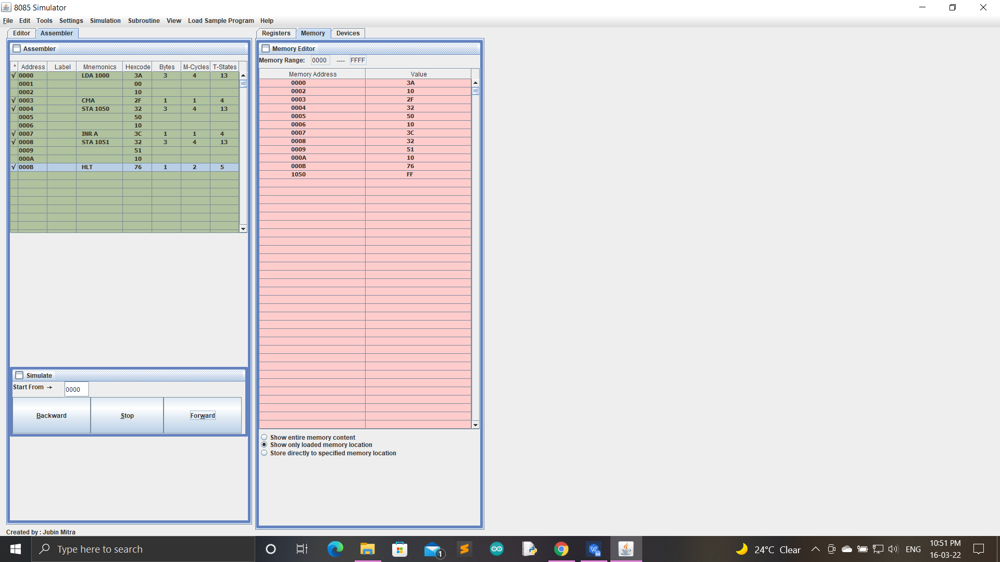 8085 Simulator
File Edit Tools Settings Simulation Subroutine View Load Sample Program Help
Editor Assembler
Assembler
* Address Label Mnemonics Hexcode Bytes M-Cycles T-States
√ 0000 LDA 1000 3A 3 4 13
0001 00
0002 10
√ 0003 CMA 2F 1 1 4
√ 0004 STA 1050 32 3 4 13
0005 50
0006 10
√ 0007 INR A 3C 1 1 4
√ 0008 STA 1051 32 3 4 13
0009 51
000A 10
√ 000B HLT 76 1 2 5
Simulate
Start From → 0000
Backward Stop Forward
Created by : Jubin Mitra
Registers Memory Devices
Memory Editor
Memory Range: 0000 ---- FFFF
Memory Address Value
0000 3A
0002 10
0003 2F
0004 32
0005 50
0006 10
0007 3C
0008 32
0009 51
000A 10
000B 76
1050 FF
Show entire memory content
Show only loaded memory location
Store directly to specified memory location
Type here to search
1
24°C Clear
ENG
10:51 PM
16-03-22